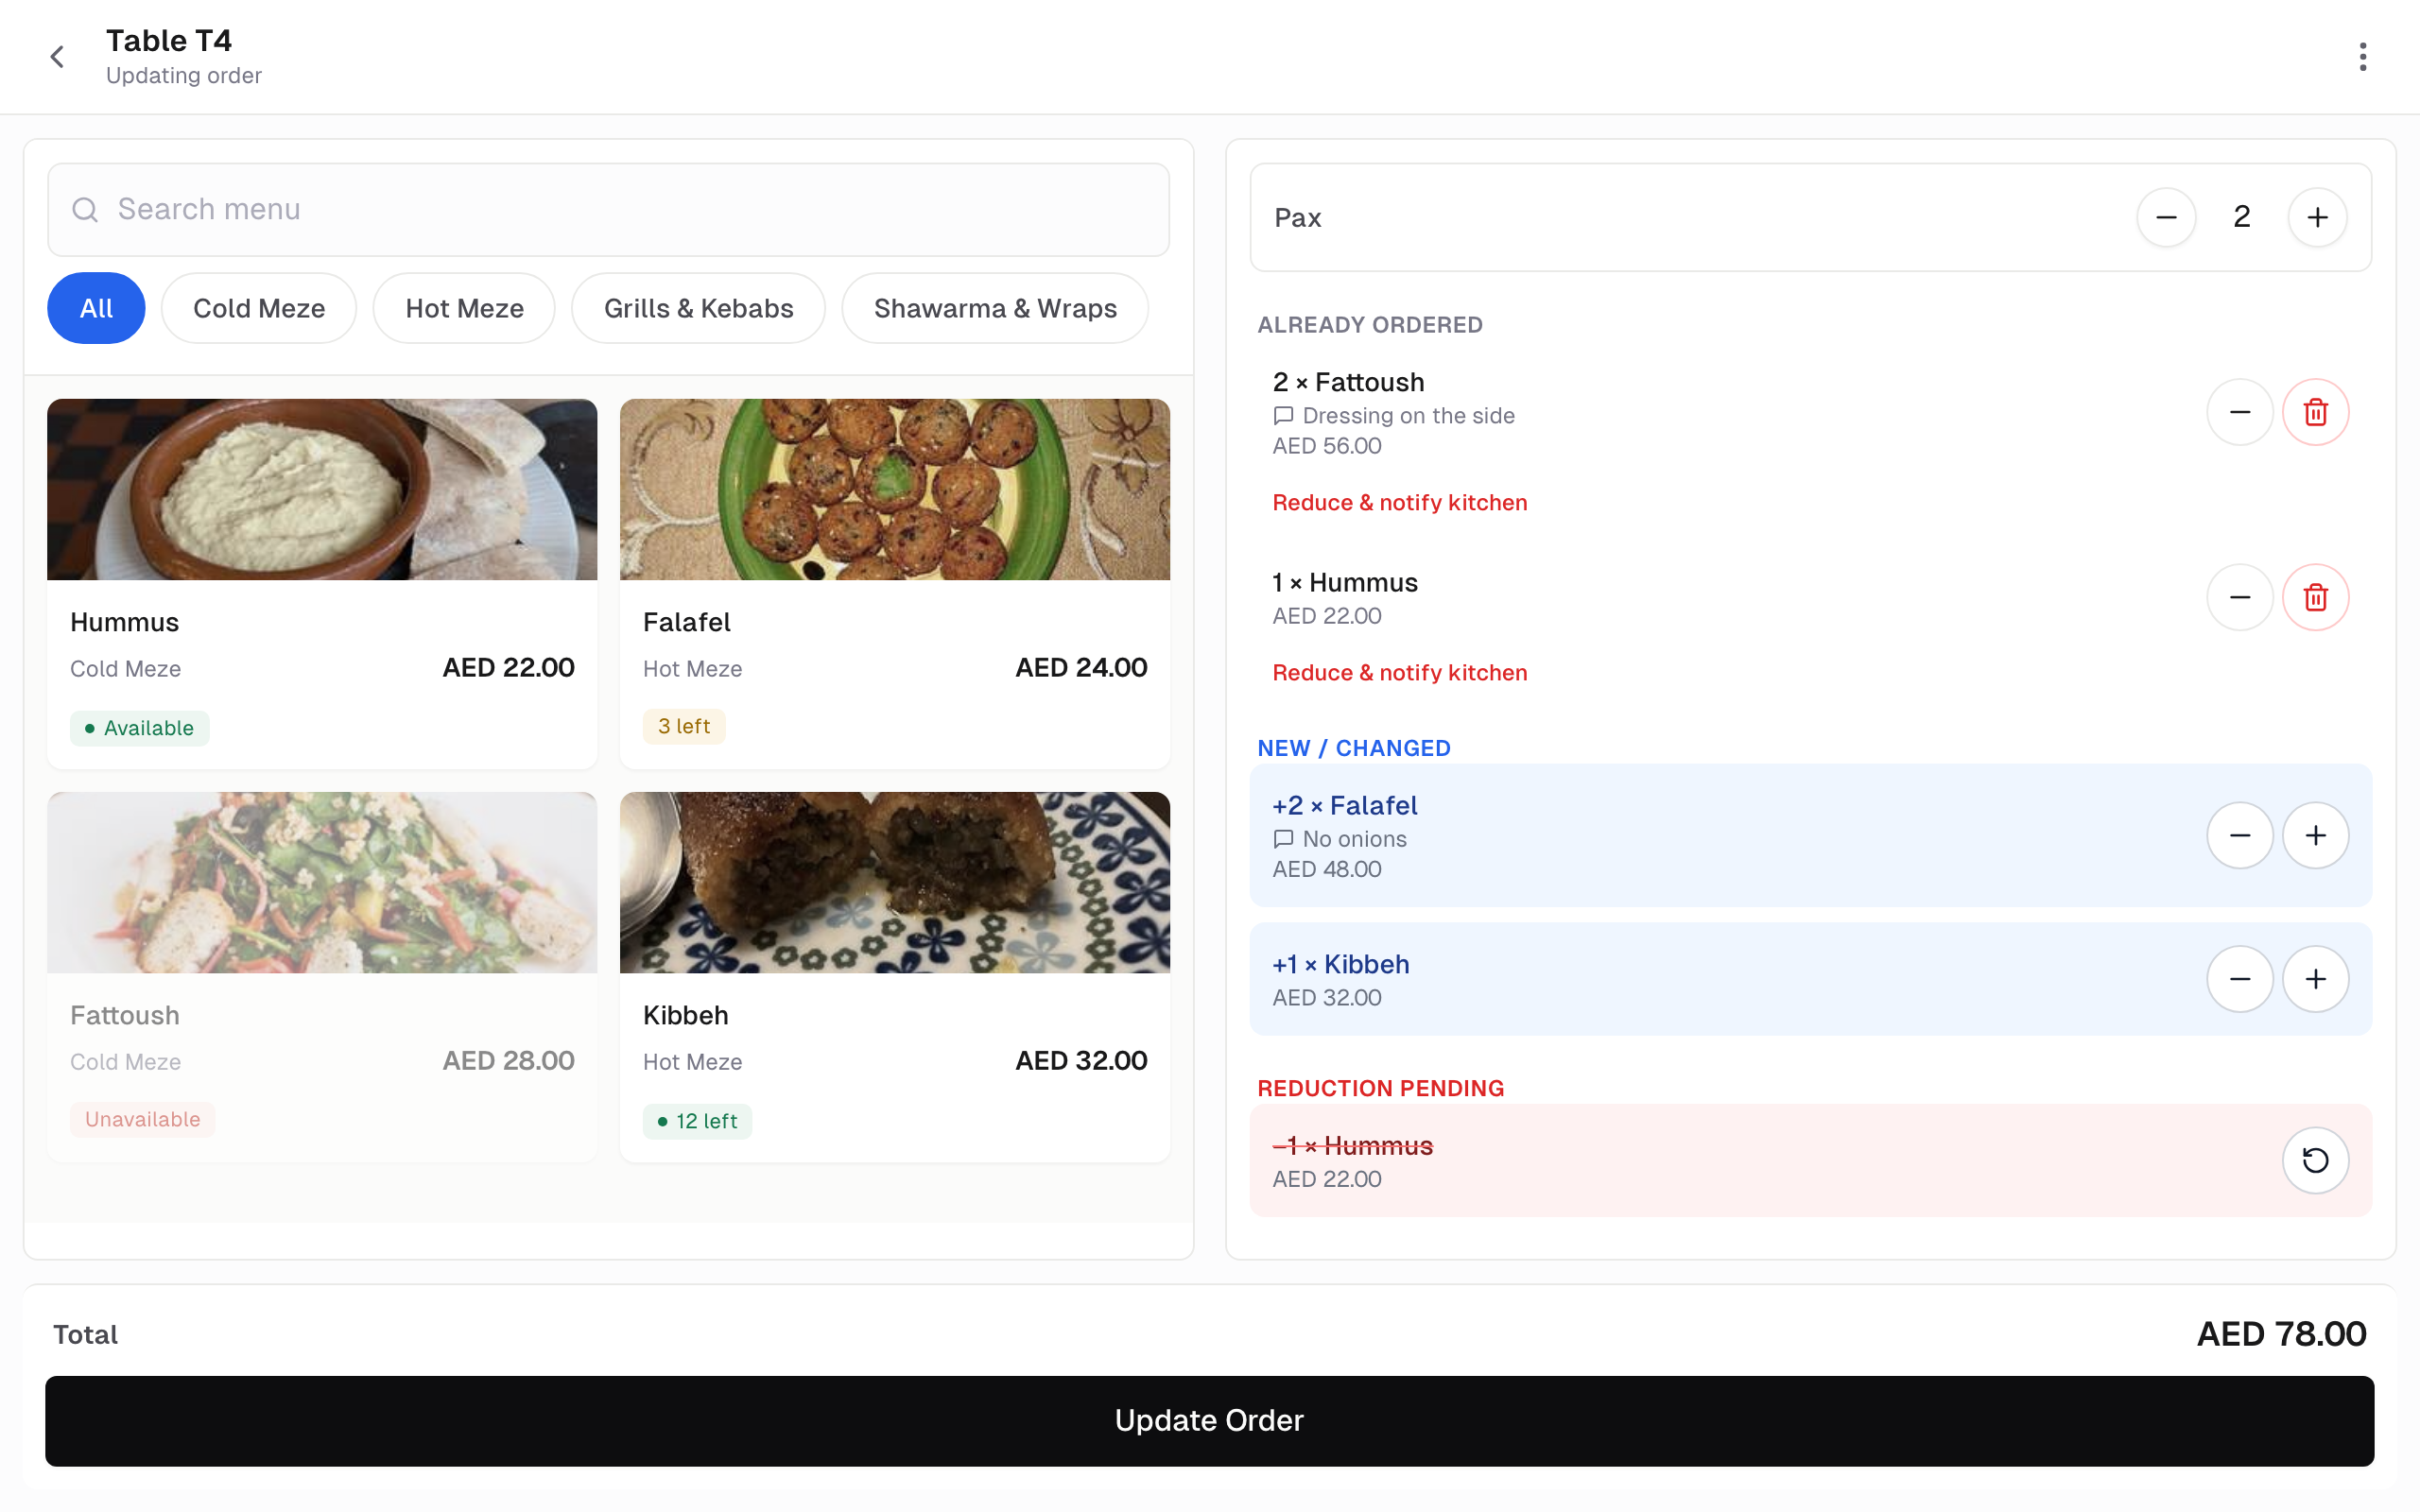 Table T4
Updating order
Search menu
All
Cold Meze
Hot Meze
Grills & Kebabs
Shawarma & Wraps
Hummus
Cold Meze
AED 22.00
Available
Falafel
Hot Meze
AED 24.00
3 left
Fattoush
Cold Meze
AED 28.00
Unavailable
Kibbeh
Hot Meze
AED 32.00
12 left
Pax
2
ALREADY ORDERED
2 × Fattoush
Dressing on the side
AED 56.00
Reduce & notify kitchen
1 × Hummus
AED 22.00
Reduce & notify kitchen
NEW / CHANGED
+2 × Falafel
No onions
AED 48.00
+1 × Kibbeh
AED 32.00
REDUCTION PENDING
−1 × Hummus
AED 22.00
Total
AED 78.00
Update Order